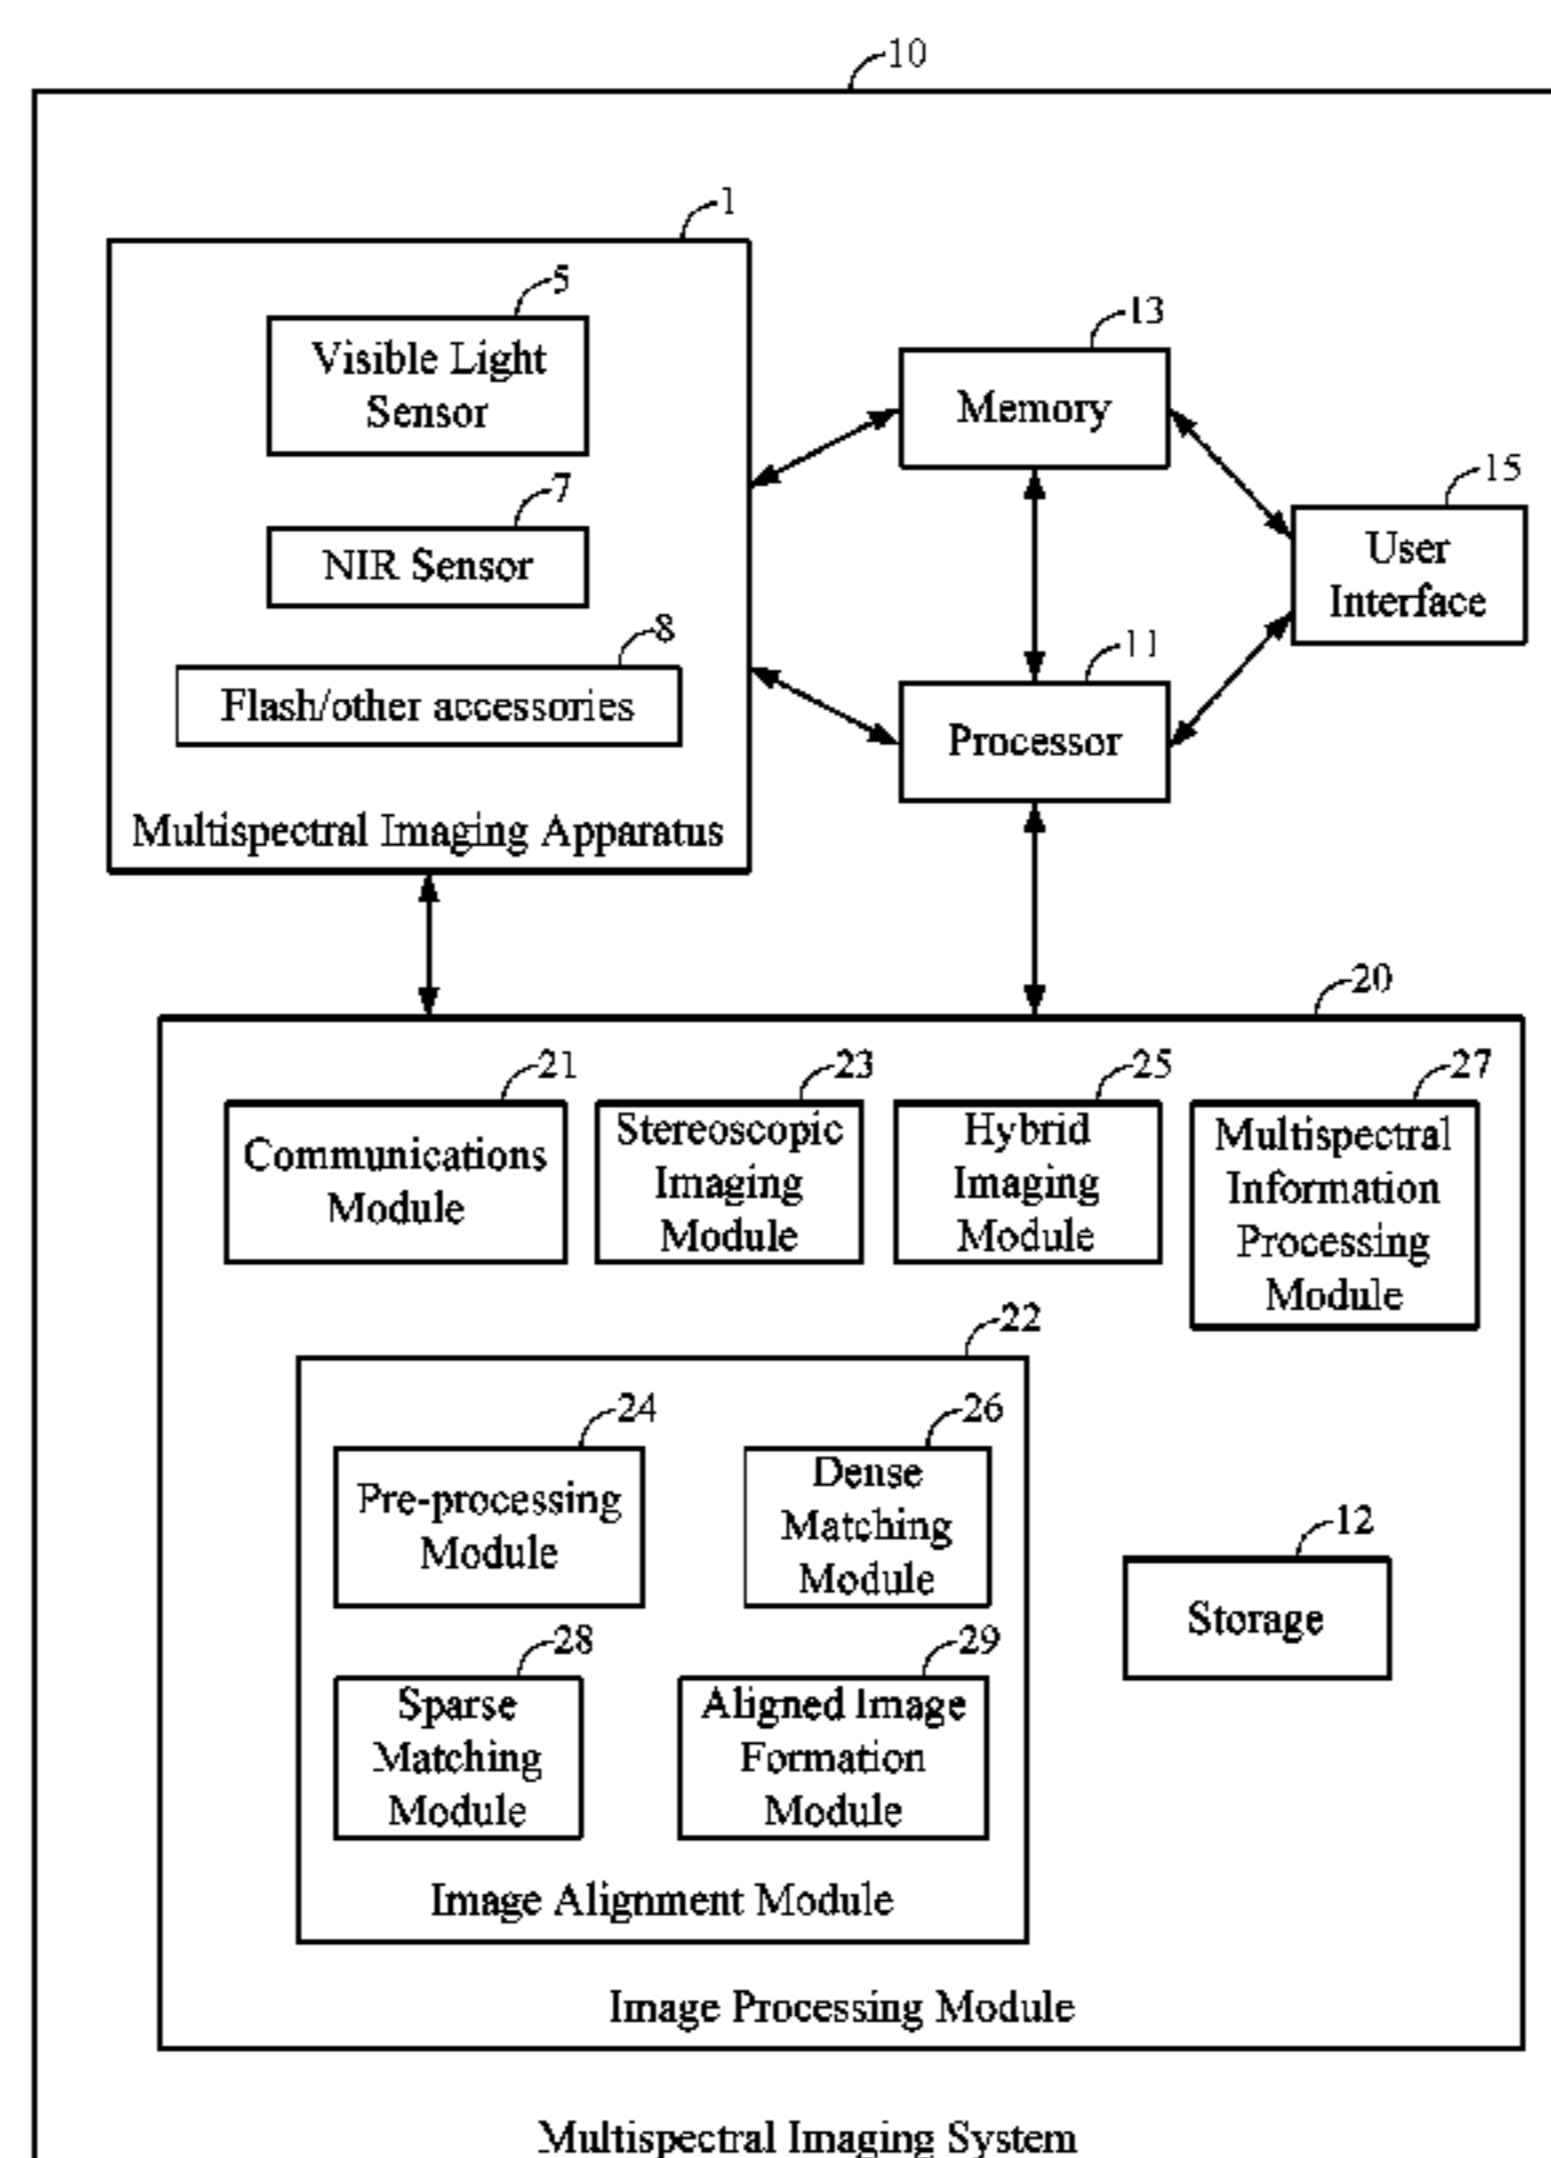 10
1
5
Visible Light
Sensor
7
NIR Sensor
8
Flash/other accessories
Multispectral Imaging Apparatus
13
Memory
15
User
Interface
11
Processor
20
21
Communications
Module
23
Stereoscopic
Imaging
Module
25
Hybrid
Imaging
Module
27
Multispectral
Information
Processing
Module
22
24
Pre-processing
Module
26
Dense
Matching
Module
28
Sparse
Matching
Module
29
Aligned Image
Formation
Module
Image Alignment Module
12
Storage
Image Processing Module
Multispectral Imaging System